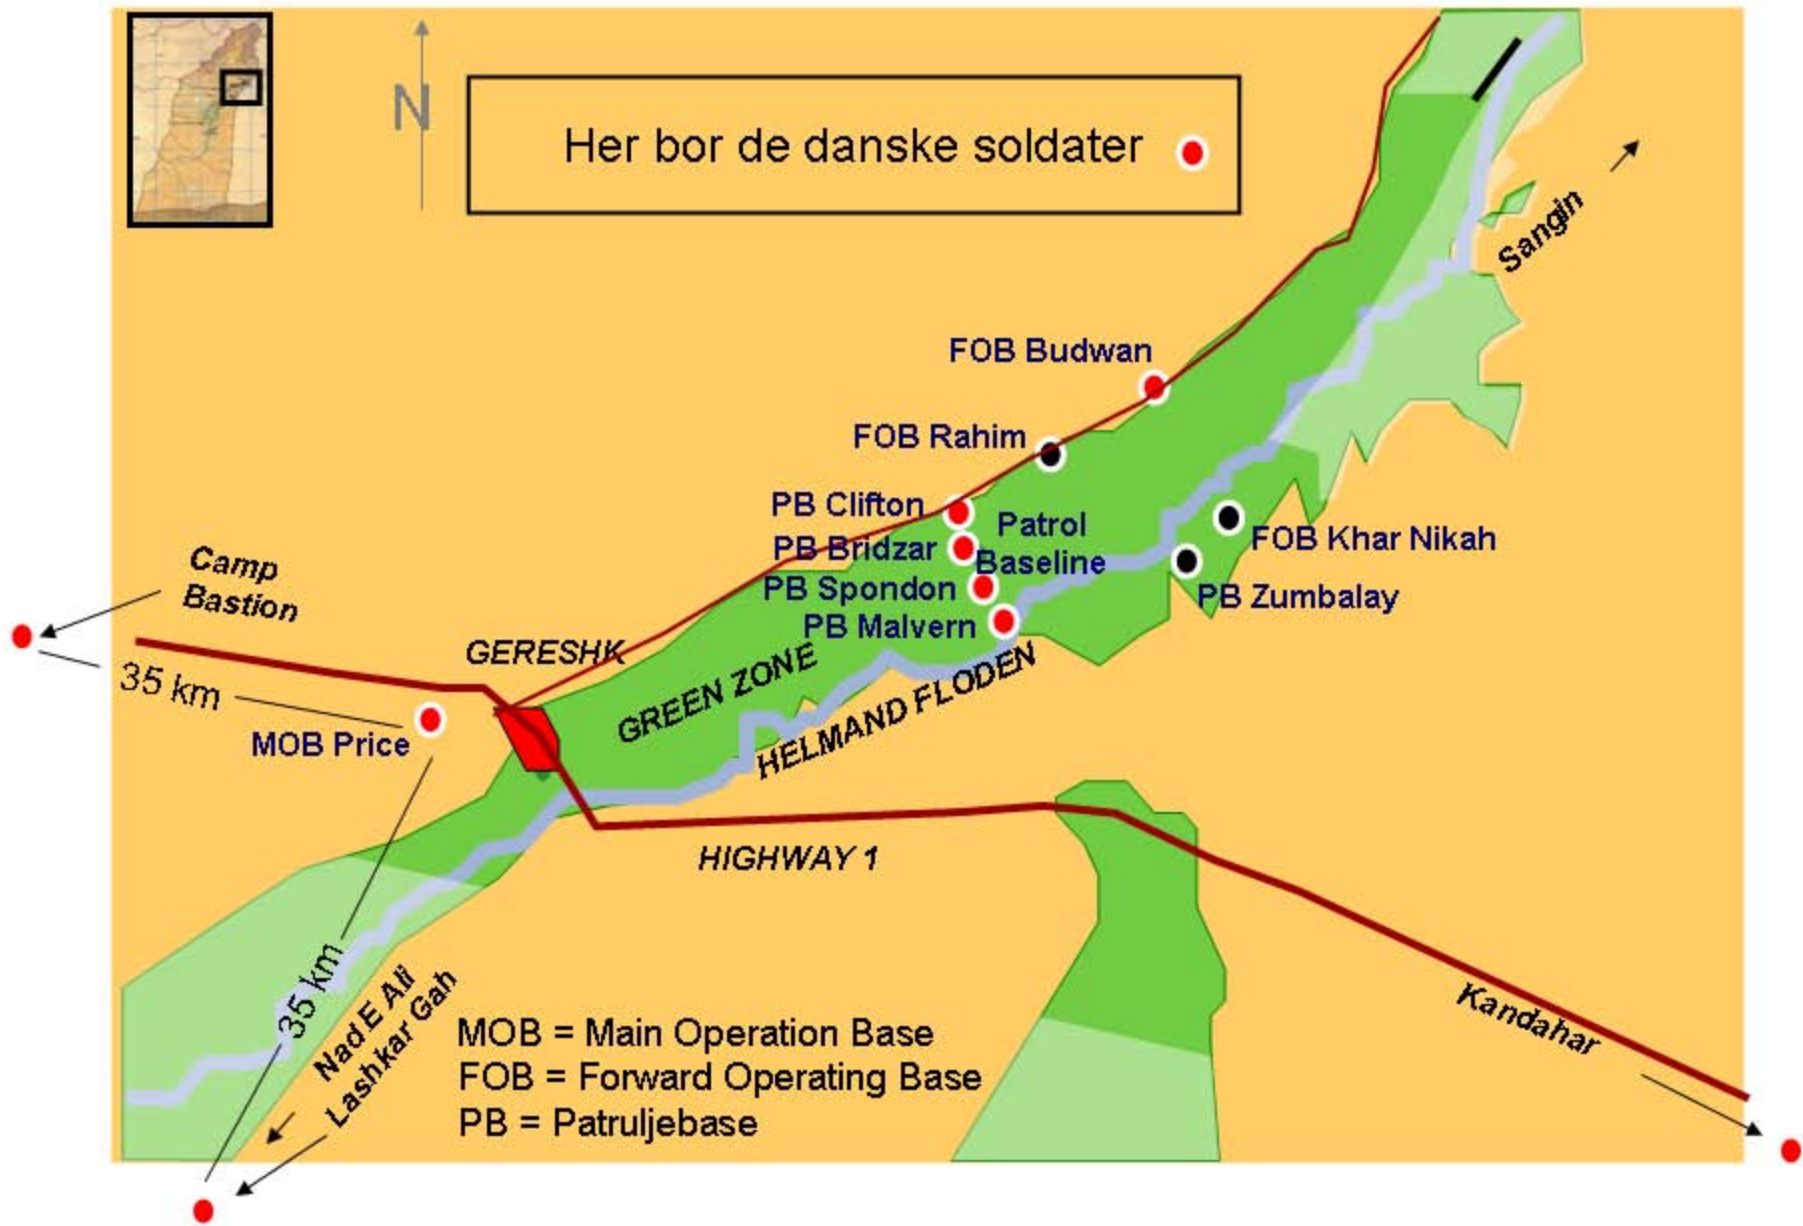 N
Her bor de danske soldater
Sangin
FOB Budwan
FOB Rahim
PB Clifton
Patrol
Baseline
PB Bridzar
FOB Khar Nikah
PB Spondon
PB Zumbalay
PB Malvern
Camp
Bastion
35 km
MOB Price
GERESHK
GREEN ZONE
HELMAND FLODEN
HIGHWAY 1
35 km
Nad E Ali
Lashkar Gah
Kandahar
MOB = Main Operation Base
FOB = Forward Operating Base
PB = Patruljebase